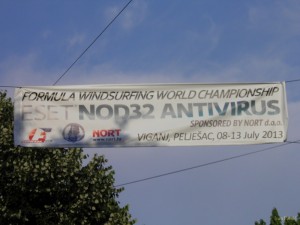 FORMULA WINDSURFING WORLD CHAMPIONSHIP
ESET NOD32 ANTIVIRUS
SPONSORED BY NORT d.o.o.
NORT
VIGANJ, PELJEŠAC, 08-13 July 2013